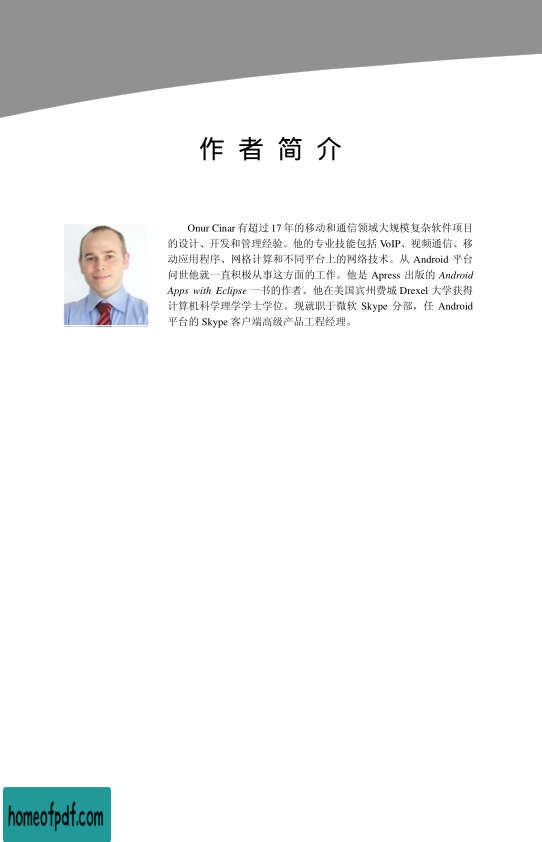 作者简介
Onur Cinar 有超过 17 年的移动和通信领域大规模复杂软件项目
的设计、开发和管理经验。他的专业技能包括 VoIP、视频通信、移
动应用程序、网格计算和不同平台上的网络技术。从 Android 平台
问世他就一直积极从事这方面的工作。他是 Apress 出版的 Android
Apps with Eclipse 一书的作者。他在美国宾州费城 Drexel 大学获得
计算机科学理学学士学位。现就职于微软 Skype 分部，任 Android
平台的 Skype 客户端高级产品工程经理。
homeofpdf.com